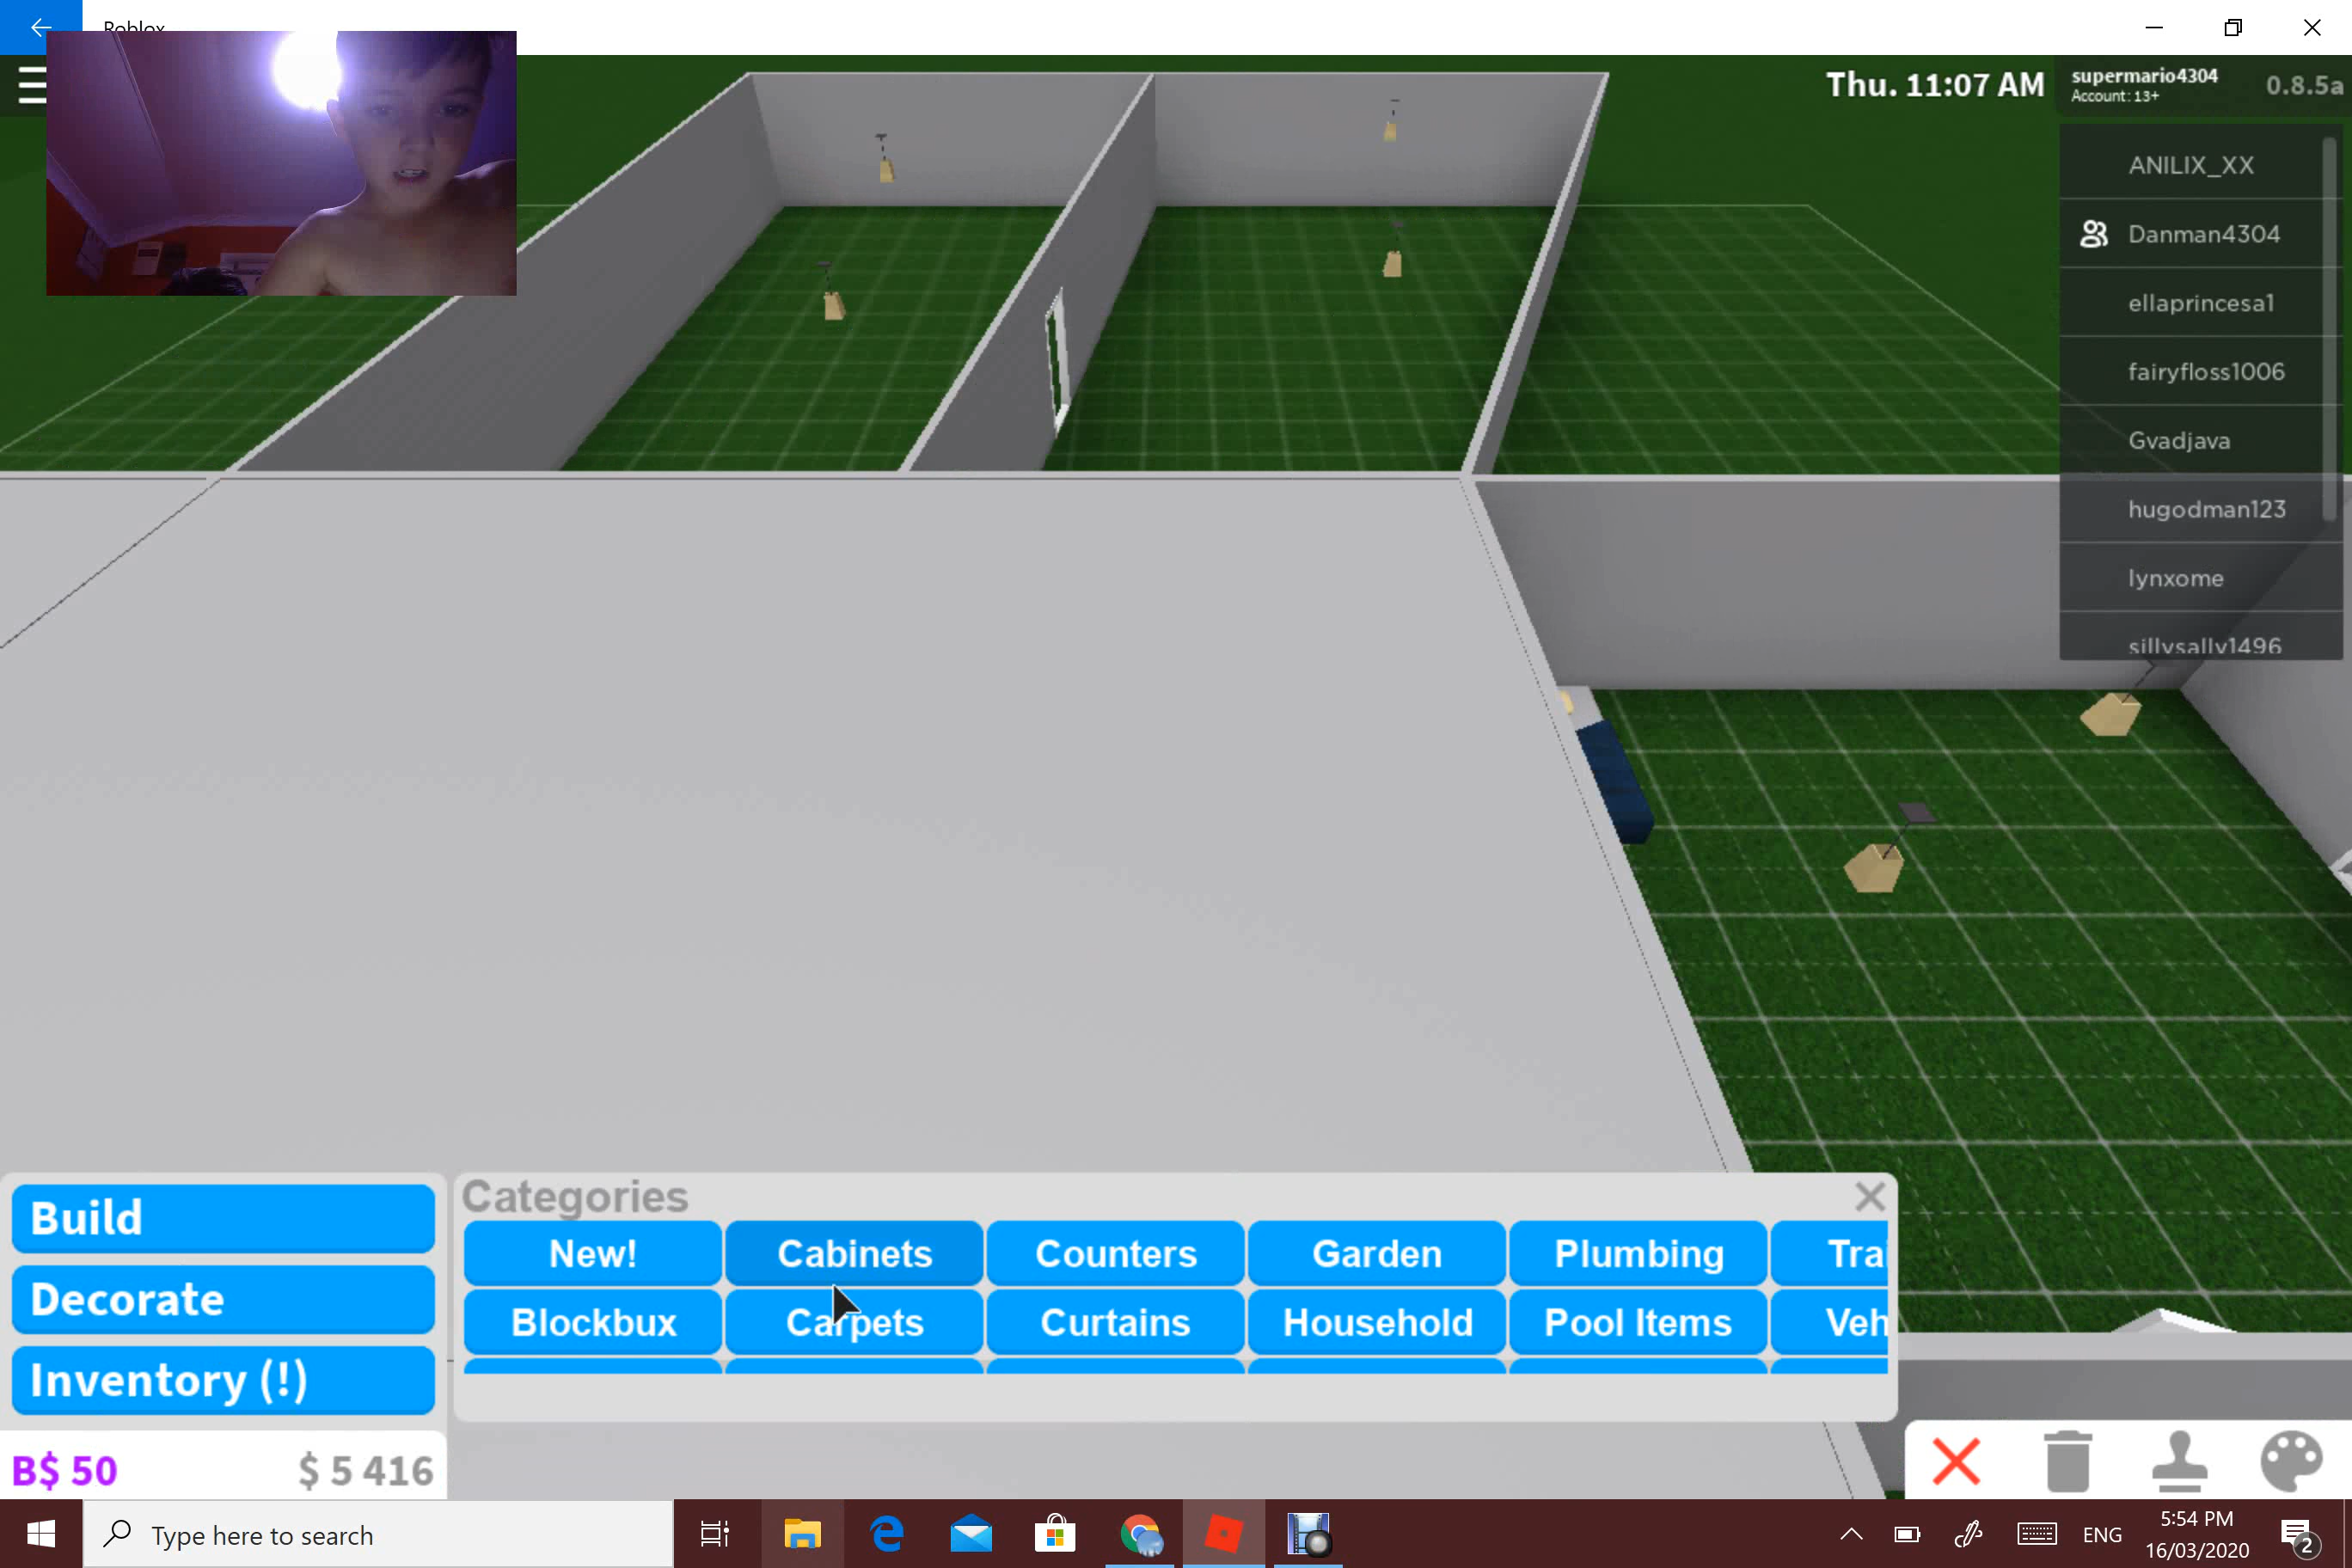 Roblox
Thu. 11:07 AM
supermario4304
Account: 13+
0.8.5a
ANILIX_XX
Danman4304
ellaprincesa1
fairyfloss1006
Gvadjava
hugodman123
lynxome
sillysally1496
Build
Decorate
Inventory (!)
B$ 50
$ 5 416
Categories
New!
Cabinets
Counters
Garden
Plumbing
Trai
Blockbux
Carpets
Curtains
Household
Pool Items
Veh
Type here to search
ENG
5:54 PM
16/03/2020
2